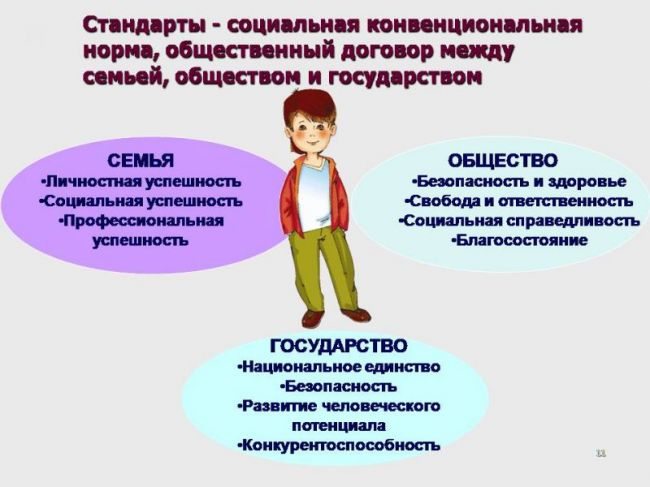 Стандарты - социальная конвенциональная
норма, общественный договор между
семьей, обществом и государством
СЕМЬЯ
•Личностная успешность
•Социальная успешность
•Профессиональная
успешность
ОБЩЕСТВО
•Безопасность и здоровье
•Свобода и ответственность
•Социальная справедливость
•Благосостояние
ГОСУДАРСТВО
•Национальное единство
•Безопасность
•Развитие человеческого
потенциала
•Конкурентоспособность
11